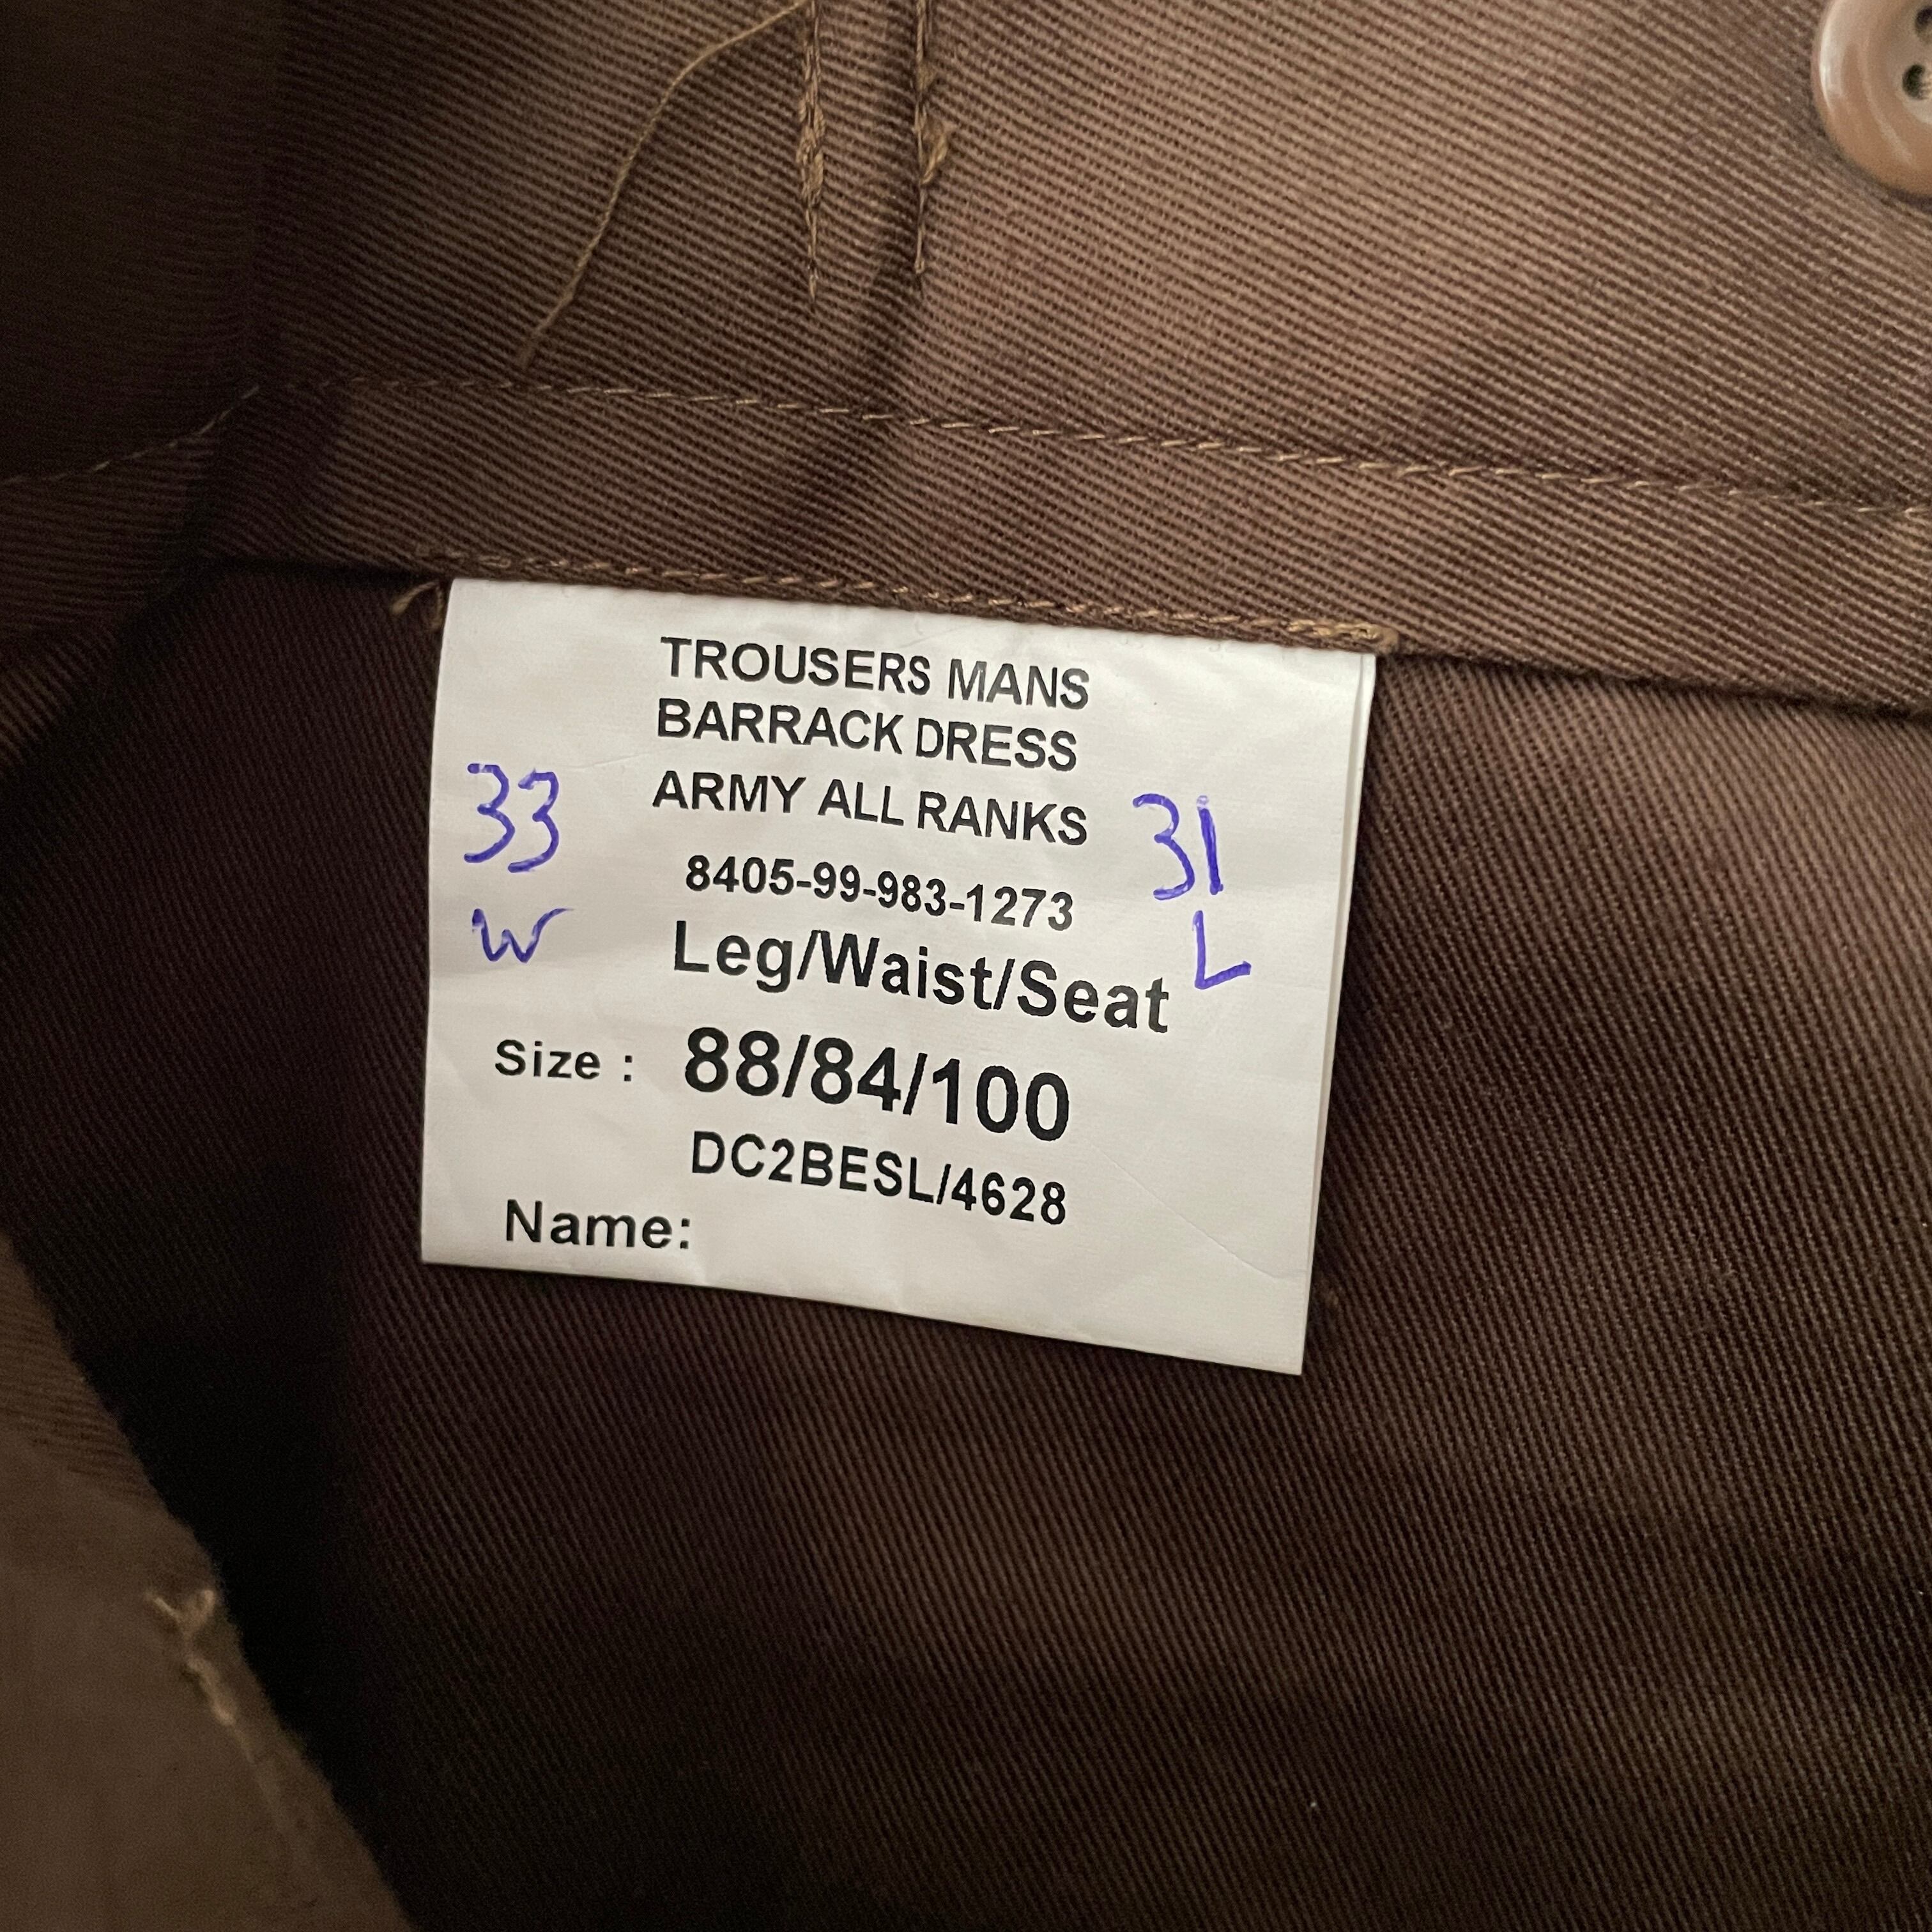 TROUSERS MANS
BARRACK DRESS
ARMY ALL RANKS
33
W
31
L
8405-99-983-1273
Leg/Waist/Seat
Size : 88/84/100
DC2BESL/4628
Name: